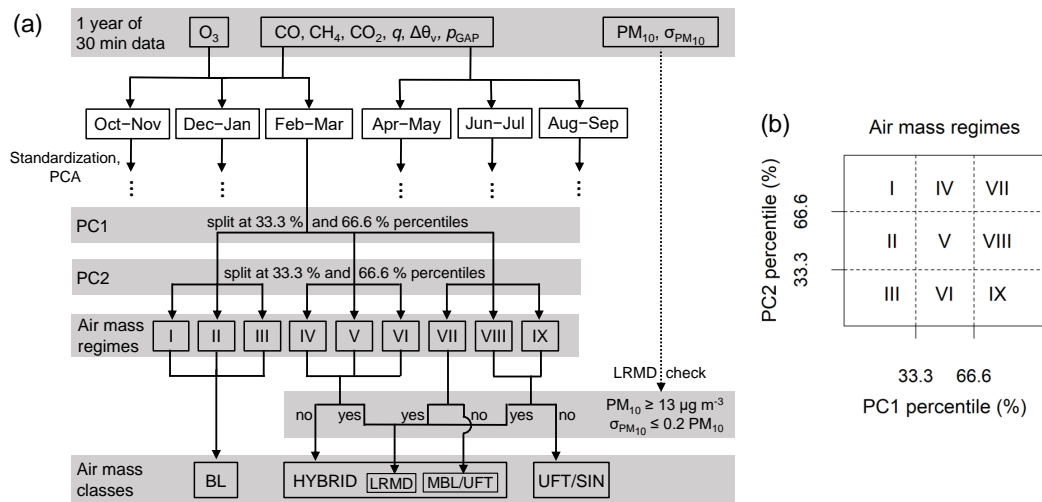 (a)
1 year of
30 min data
O₃
CO, CH₄, CO₂, q, Δθᵥ, p_GAP
PM₁₀, σ_PM₁₀
Oct−Nov
Dec−Jan
Feb−Mar
Apr−May
Jun−Jul
Aug−Sep
Standardization,
PCA
PC1
split at 33.3 % and 66.6 % percentiles
PC2
split at 33.3 % and 66.6 % percentiles
Air mass
regimes
I II III IV V VI VII VIII IX
LRMD check
no yes yes no yes no
PM₁₀ ≥ 13 µg m⁻³
σ_PM₁₀ ≤ 0.2 PM₁₀
Air mass
classes
BL
HYBRID
LRMD
MBL/UFT
UFT/SIN
(b)
Air mass regimes
PC2 percentile (%)
66.6
33.3
I IV VII
II V VIII
III VI IX
33.3 66.6
PC1 percentile (%)